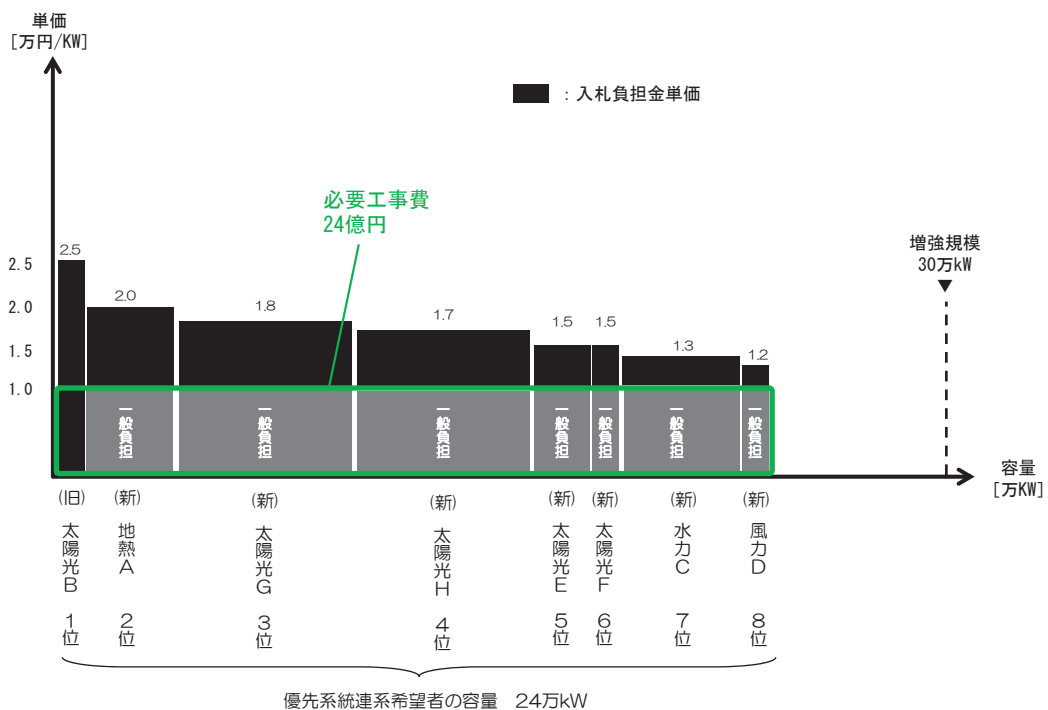 単価
[万円/KW]
：入札負担金単価
必要工事費
24億円
増強規模
30万kW
2.5
2.0
1.5
1.0
2.5
2.0
1.8
1.7
1.5
1.5
1.3
1.2
一般負担
一般負担
一般負担
一般負担
一般負担
一般負担
一般負担
容量
[万KW]
(旧)
太陽光B
1位
(新)
地熱A
2位
(新)
太陽光G
3位
(新)
太陽光H
4位
(新)
太陽光E
5位
(新)
太陽光F
6位
(新)
水力C
7位
(新)
風力D
8位
優先系統連系希望者の容量　24万kW